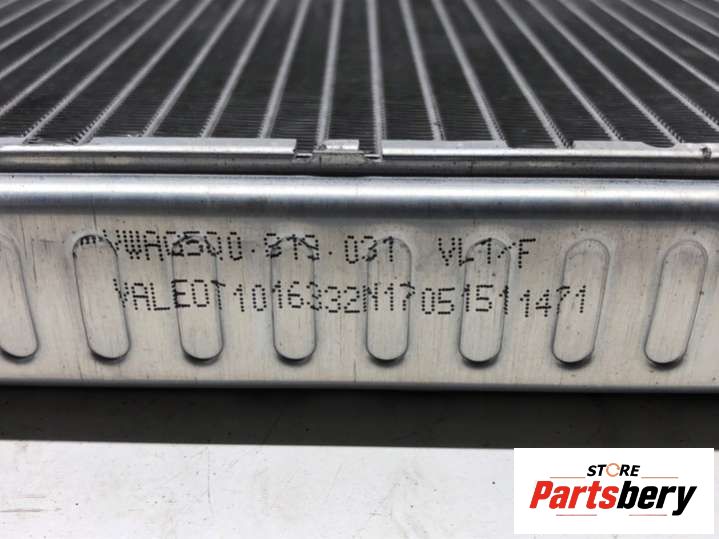 VWAG5Q0.819.031 VL1/F
VALEOT1016332N17051511471
STORE
Partsbery